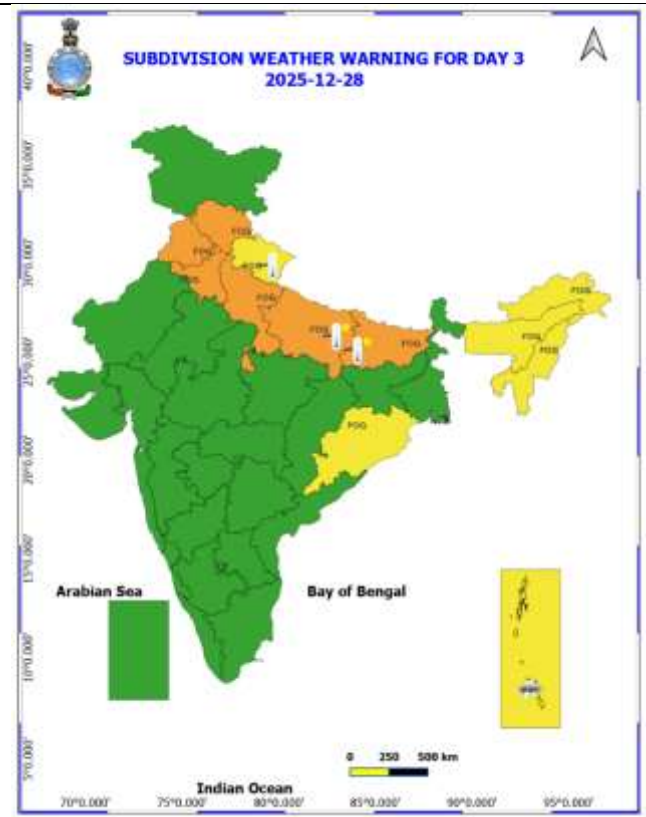 SUBDIVISION WEATHER WARNING FOR DAY 3
2025-12-28
40°0.000'
35°0.000'
FOG
FOG
30°0.000'
FOG
FOG
FOG
FOG
FOG
FOG
FOG
25°0.000'
FOG
20°0.000'
15°0.000'
Arabian Sea
Bay of Bengal
10°0.000'
0 250 500 km
5°0.000'
Indian Ocean
70°0.000' 75°0.000' 80°0.000' 85°0.000' 90°0.000' 95°0.000'